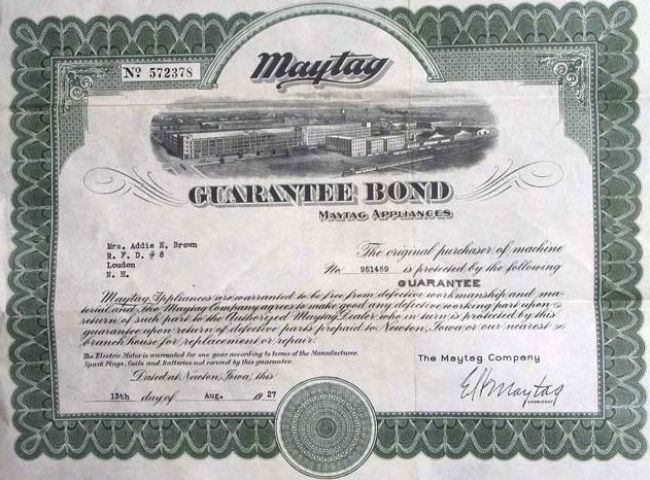 Nº 572378
Maytag
GUARANTEE BOND
MAYTAG APPLIANCES
Mrs. Addie N. Brown
R. F. D. # 8
Loudon
N. H.
The original purchaser of machine
No 951489 is protected by the following
GUARANTEE
Maytag Appliances are warranted to be free from defective workmanship and ma-
terial and The Maytag Company agrees to make good any defective working part upon
return of such part to the Authorized Maytag Dealer who in turn is protected by this
guarantee upon return of defective parts prepaid to Newton, Iowa or our nearest
branch house for replacement or repair.
The Electric Motor is warranted for one year according to terms of the Manufacturer.
Spark Plugs, Coils and Batteries not covered by this guarantee.
The Maytag Company
Dated at Newton, Iowa, this
13th day of Aug. 1927
E H Maytag
PRESIDENT